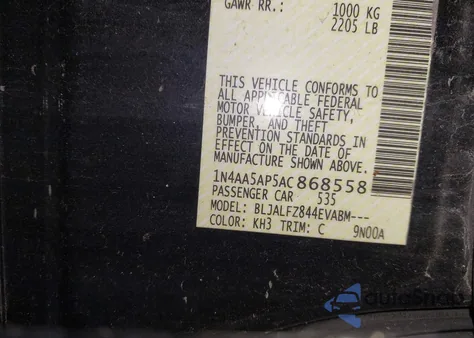 GAWR RR.: 1000 KG
2205 LB
THIS VEHICLE CONFORMS TO
ALL APPLICABLE FEDERAL
MOTOR VEHICLE SAFETY,
BUMPER, AND THEFT
PREVENTION STANDARDS IN
EFFECT ON THE DATE OF
MANUFACTURE SHOWN ABOVE.
1N4AA5AP5AC868558
PASSENGER CAR 535
MODEL: BLJALFZ844EVABM---
COLOR: KH3 TRIM: C 9N00A
autoSnap